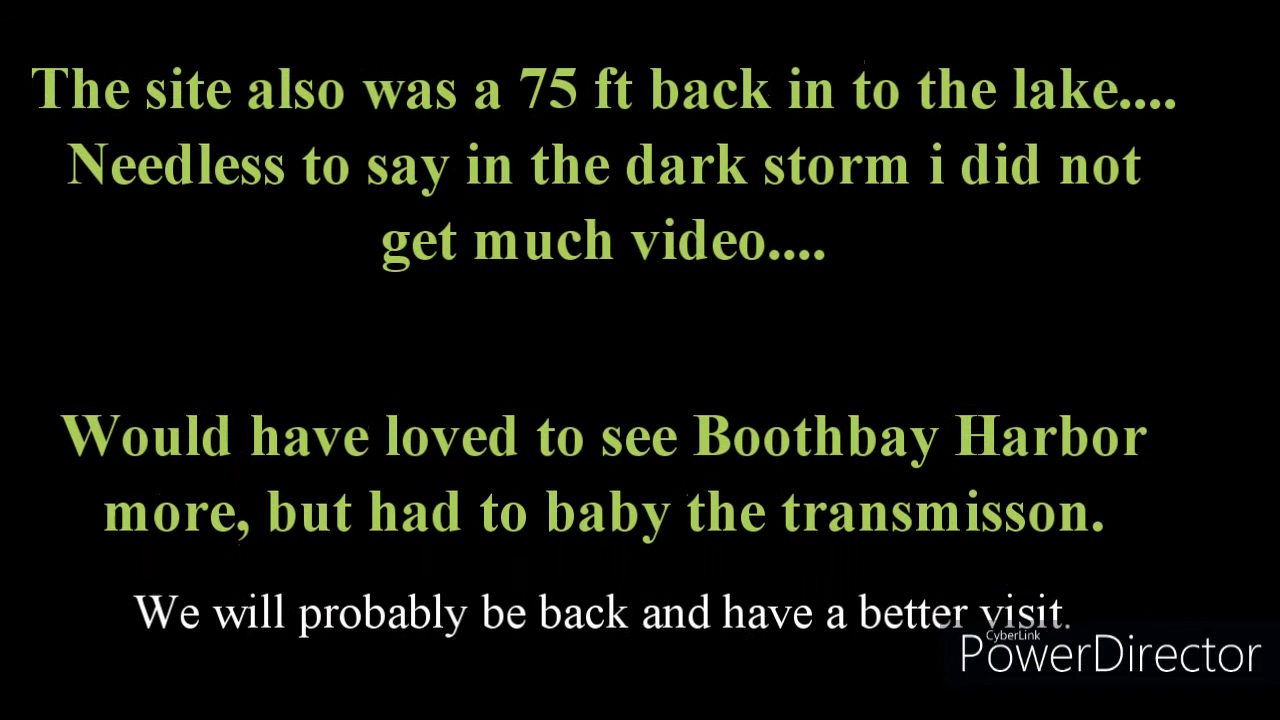 The site also was a 75 ft back in to the lake....
Needless to say in the dark storm i did not
get much video....
Would have loved to see Boothbay Harbor
more, but had to baby the transmisson.
We will probably be back and have a better visit.
CyberLink
PowerDirector